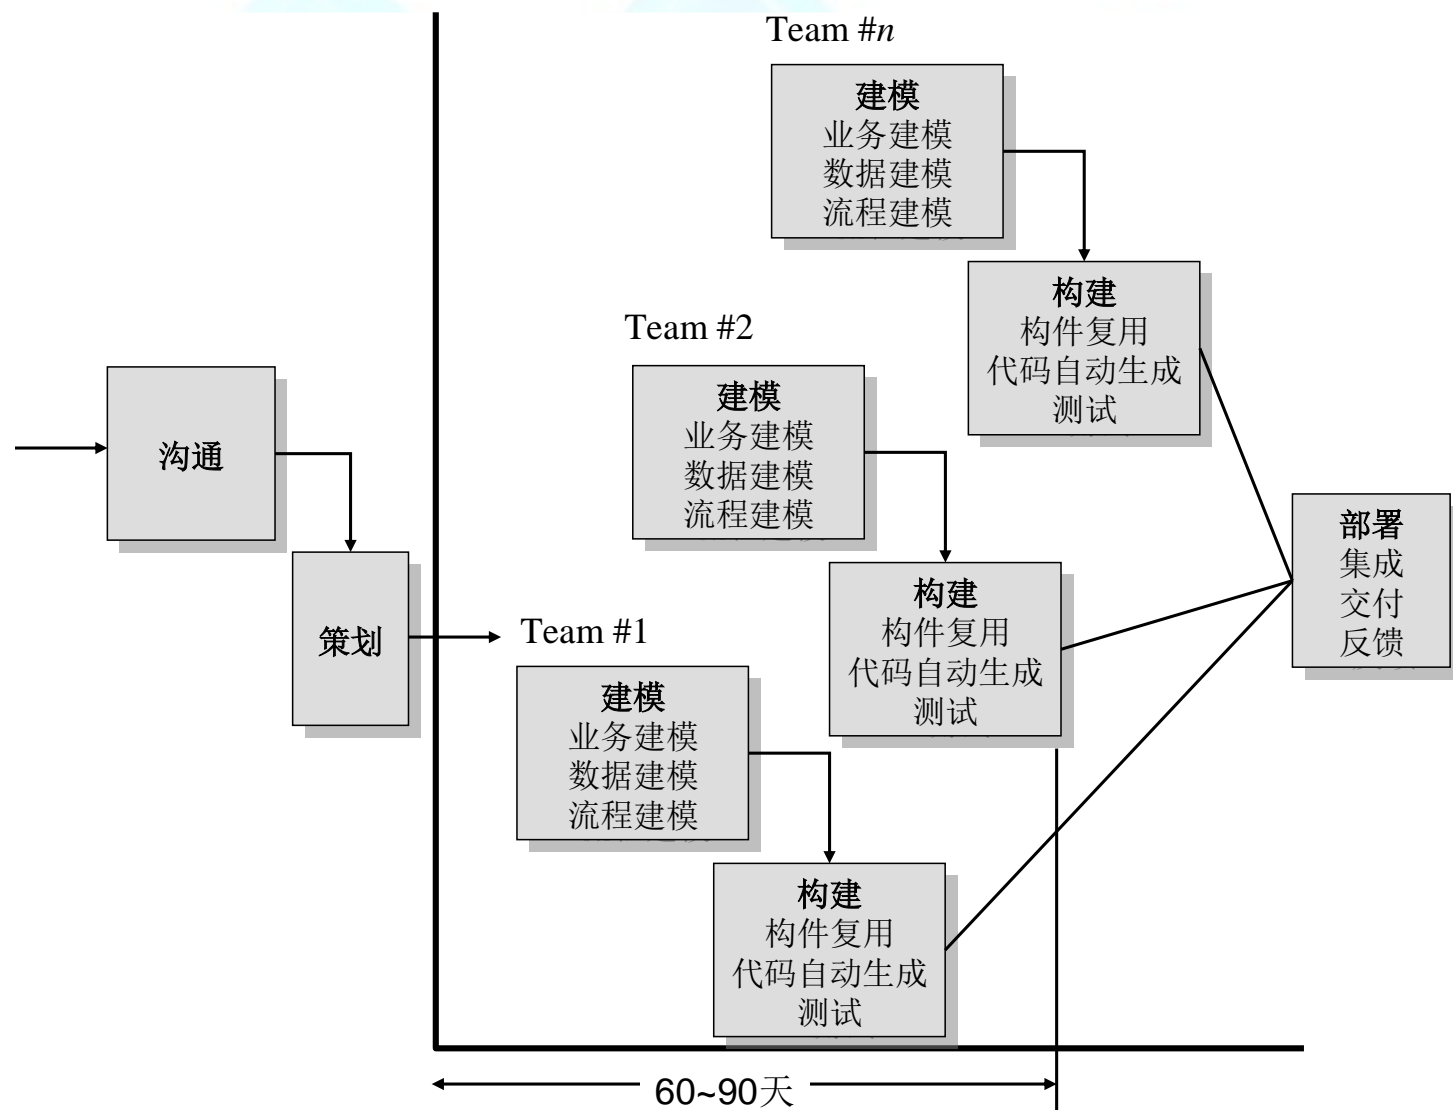 Team #n
建模
业务建模
数据建模
流程建模
构建
构件复用
代码自动生成
测试
Team #2
建模
业务建模
数据建模
流程建模
构建
构件复用
代码自动生成
测试
沟通
策划
Team #1
建模
业务建模
数据建模
流程建模
构建
构件复用
代码自动生成
测试
部署
集成
交付
反馈
60~90天